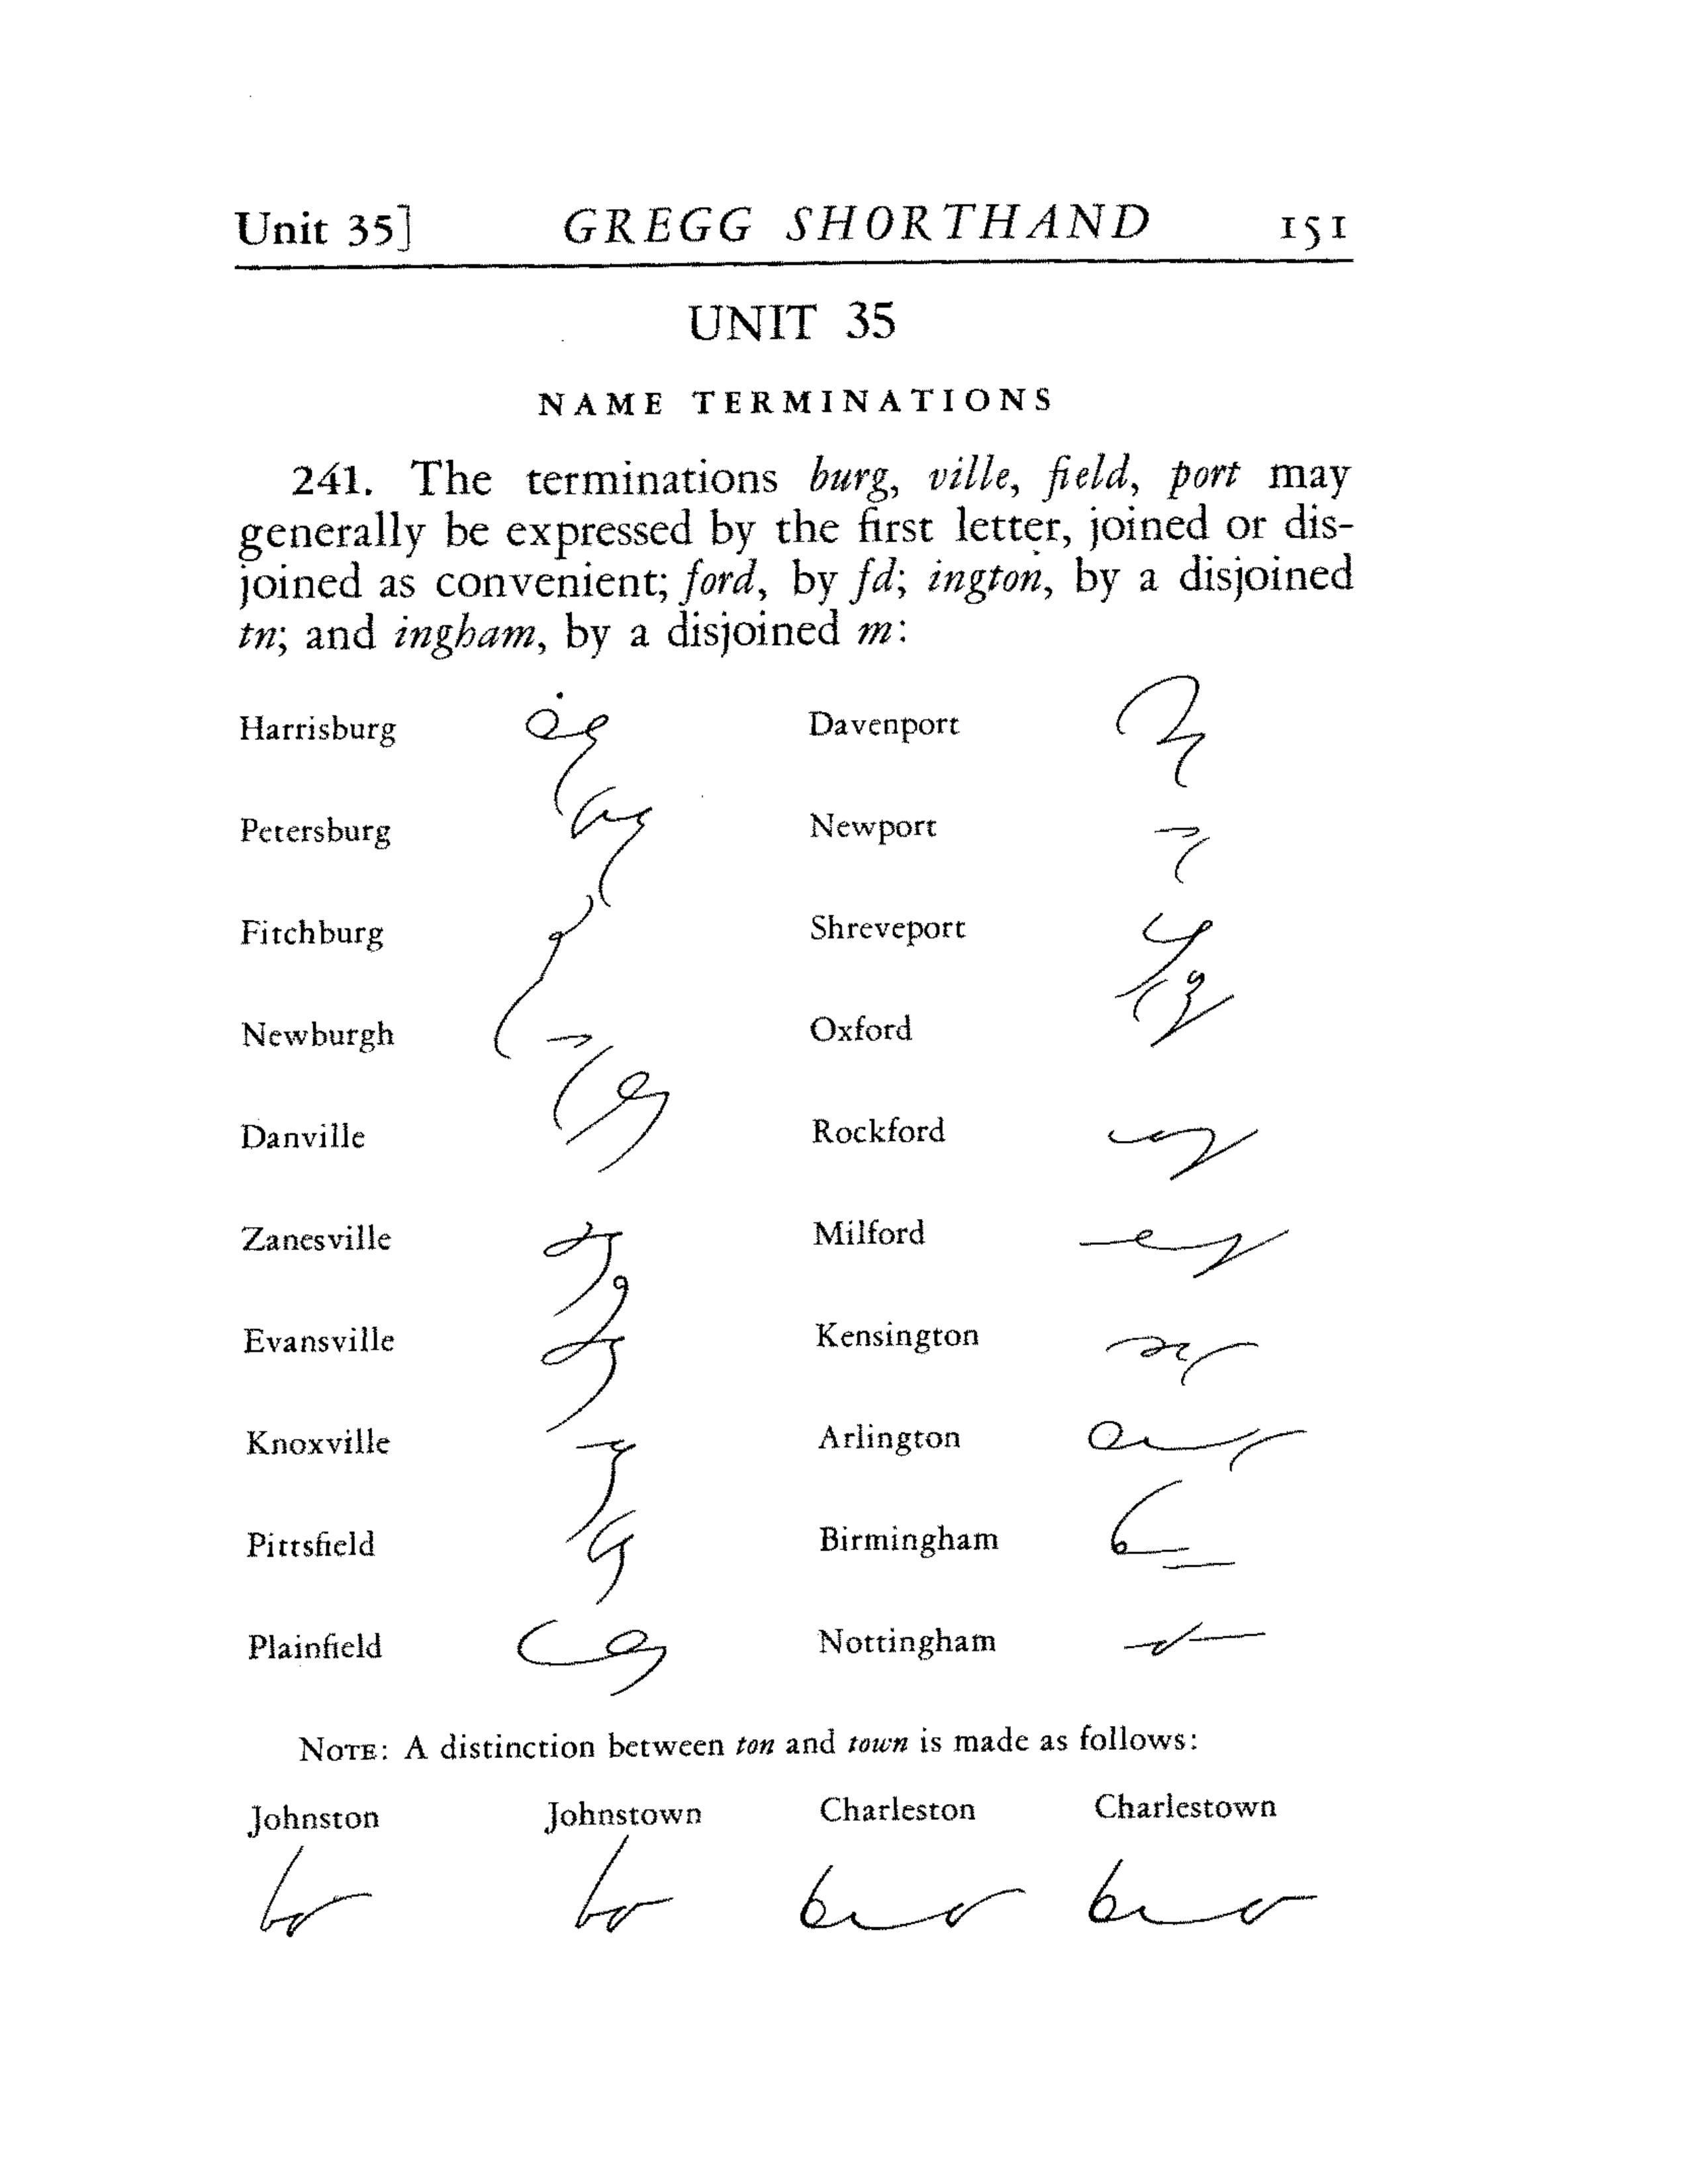 Unit 35] GREGG SHORTHAND 151
UNIT 35
NAME TERMINATIONS
241. The terminations burg, ville, field, port may
generally be expressed by the first letter, joined or dis-
joined as convenient; ford, by fd; ington, by a disjoined
tn; and ingham, by a disjoined m:
Harrisburg Davenport
Petersburg Newport
Fitchburg Shreveport
Newburgh Oxford
Danville Rockford
Zanesville Milford
Evansville Kensington
Knoxville Arlington
Pittsfield Birmingham
Plainfield Nottingham
NOTE: A distinction between ton and town is made as follows:
Johnston Johnstown Charleston Charlestown